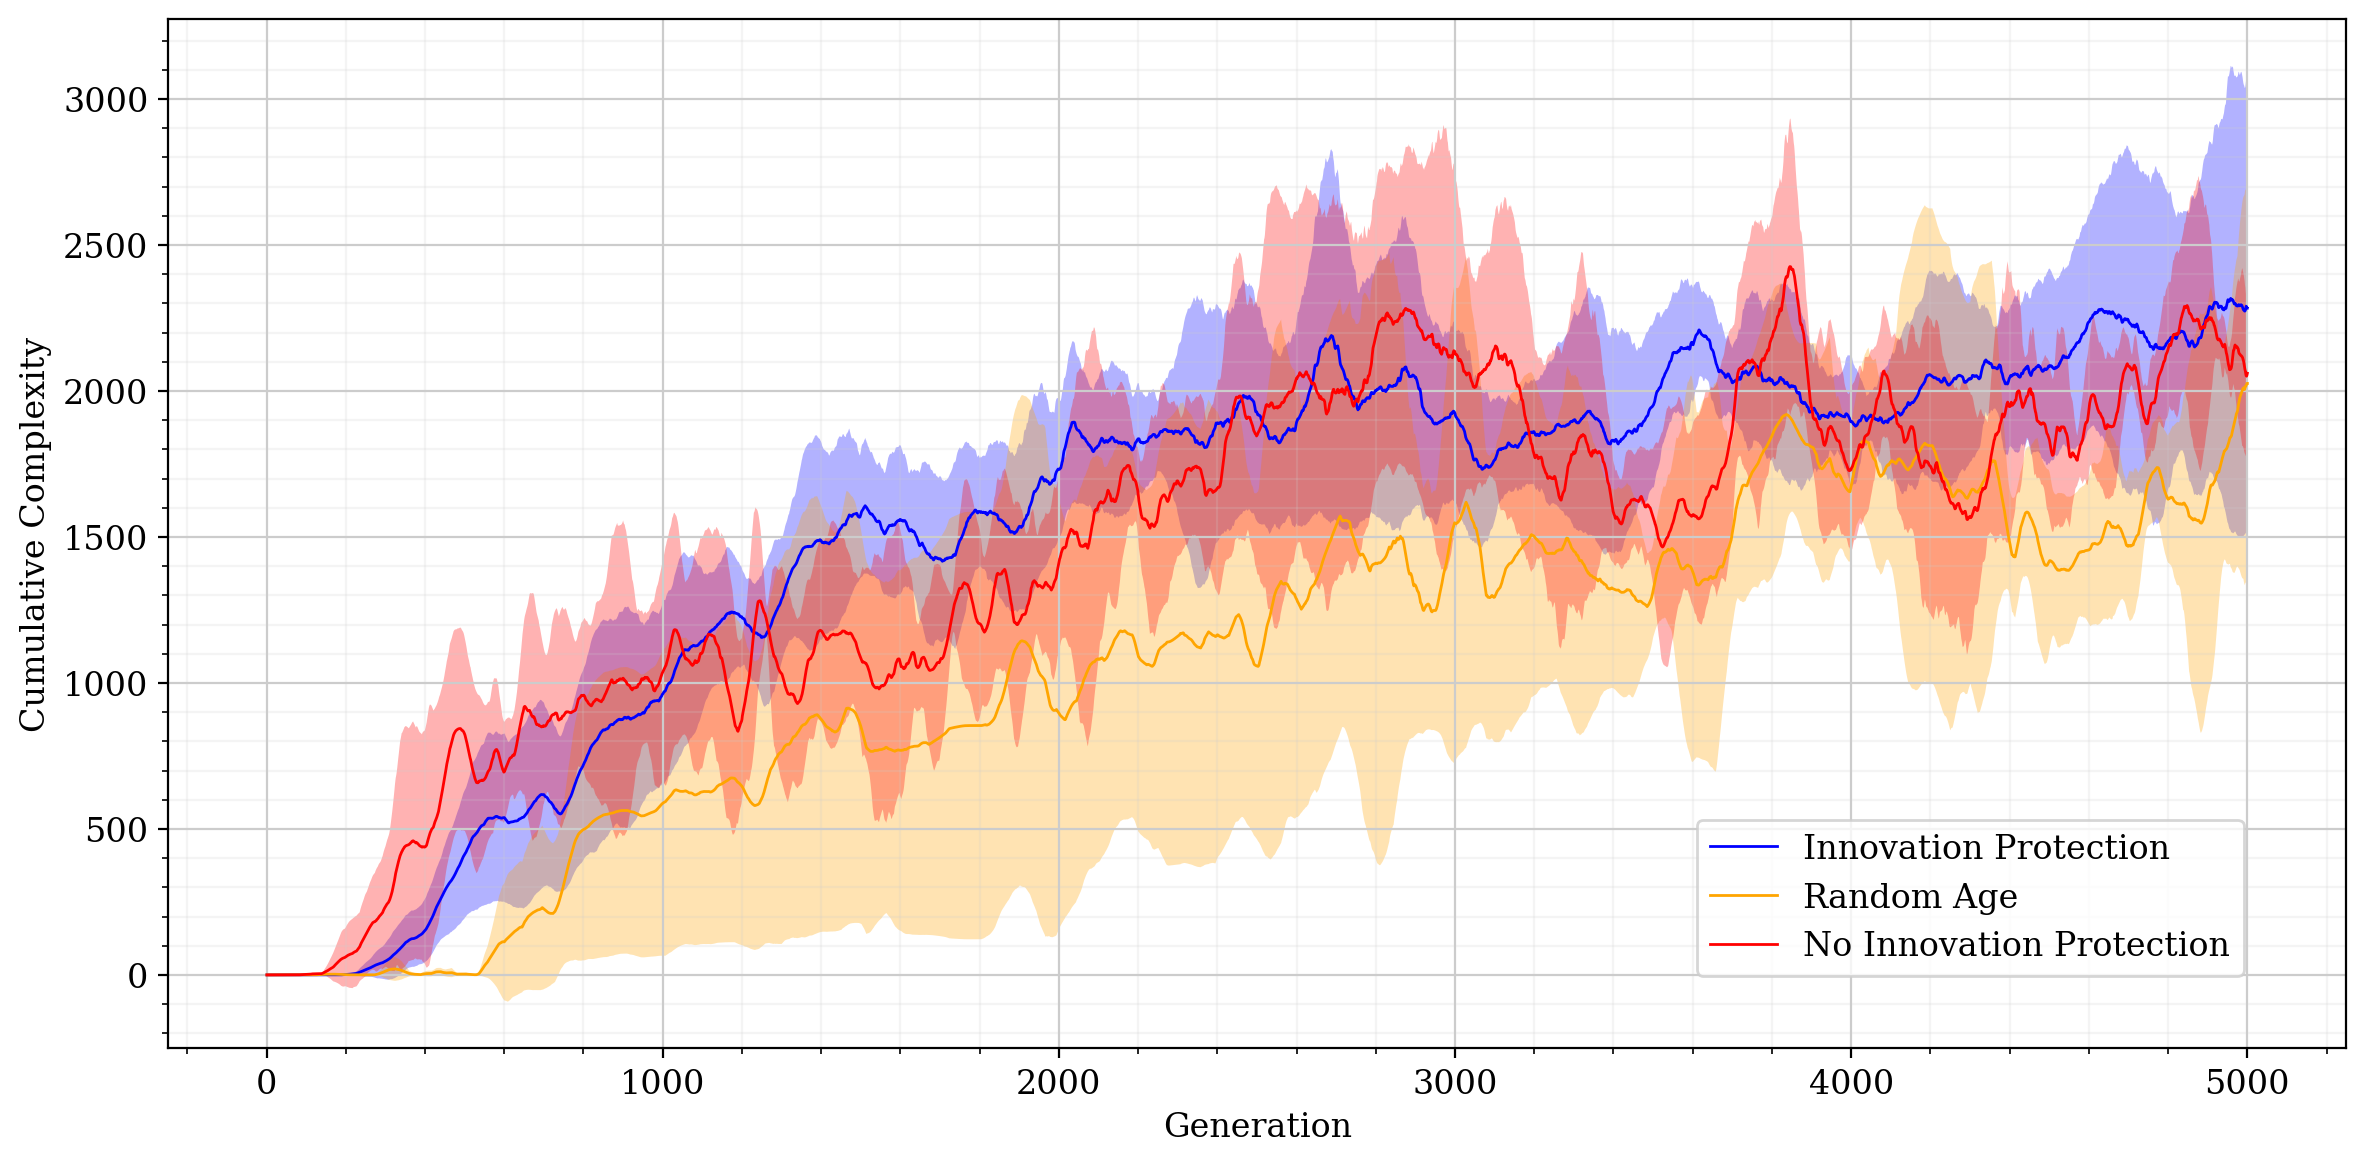 3000
2500
2000
1500
1000
500
0
Cumulative Complexity
0 1000 2000 3000 4000 5000
Generation
Innovation Protection
Random Age
No Innovation Protection